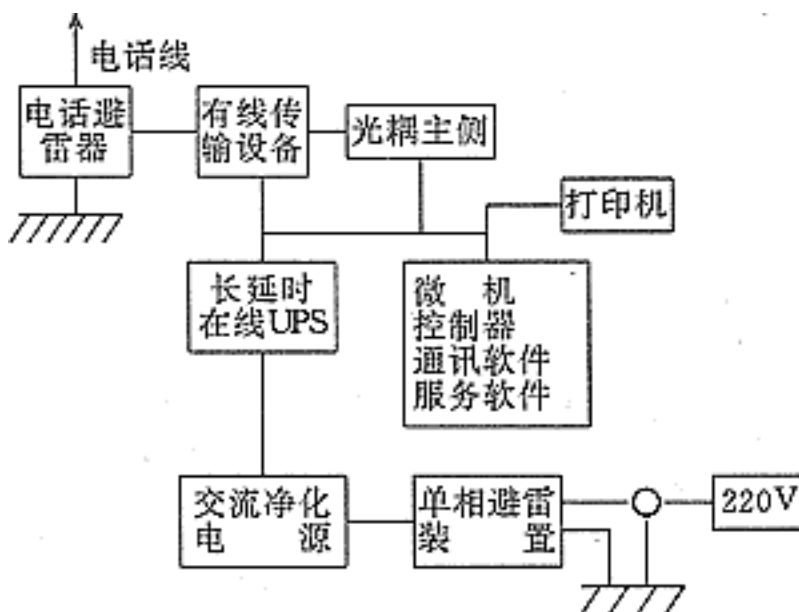 电话线
电话避
雷器
有线传
输设备
光耦主侧
打印机
长延时
在线UPS
微 机
控制器
通讯软件
服务软件
交流净化
电 源
单相避雷
装 置
220V